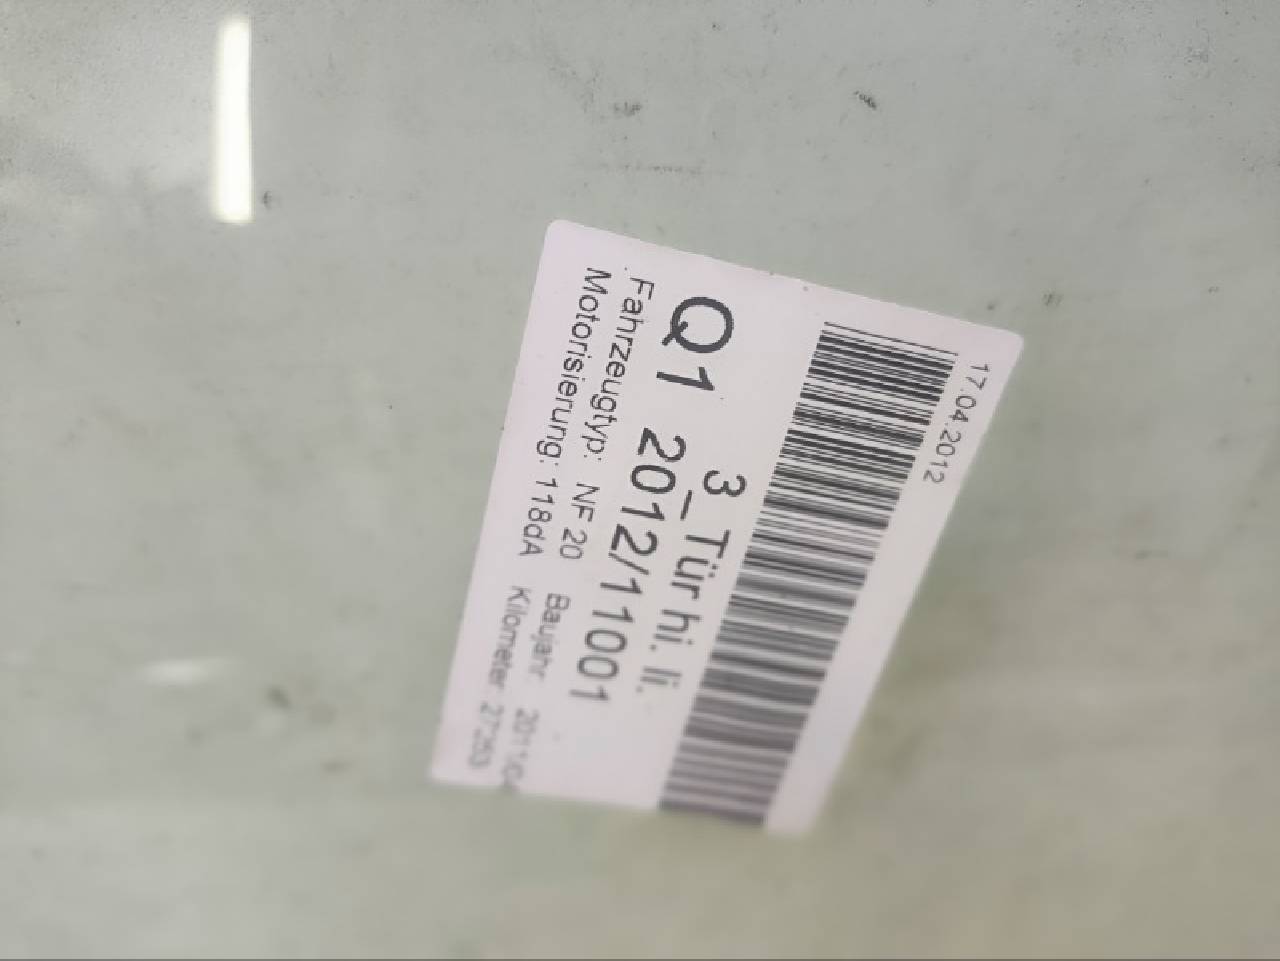 17.04.2012
3_Tür hi. li.
Q1 2012/11001
Fahrzeugtyp: NF 20 Baujahr
Motorisierung: 118dA Kilometer